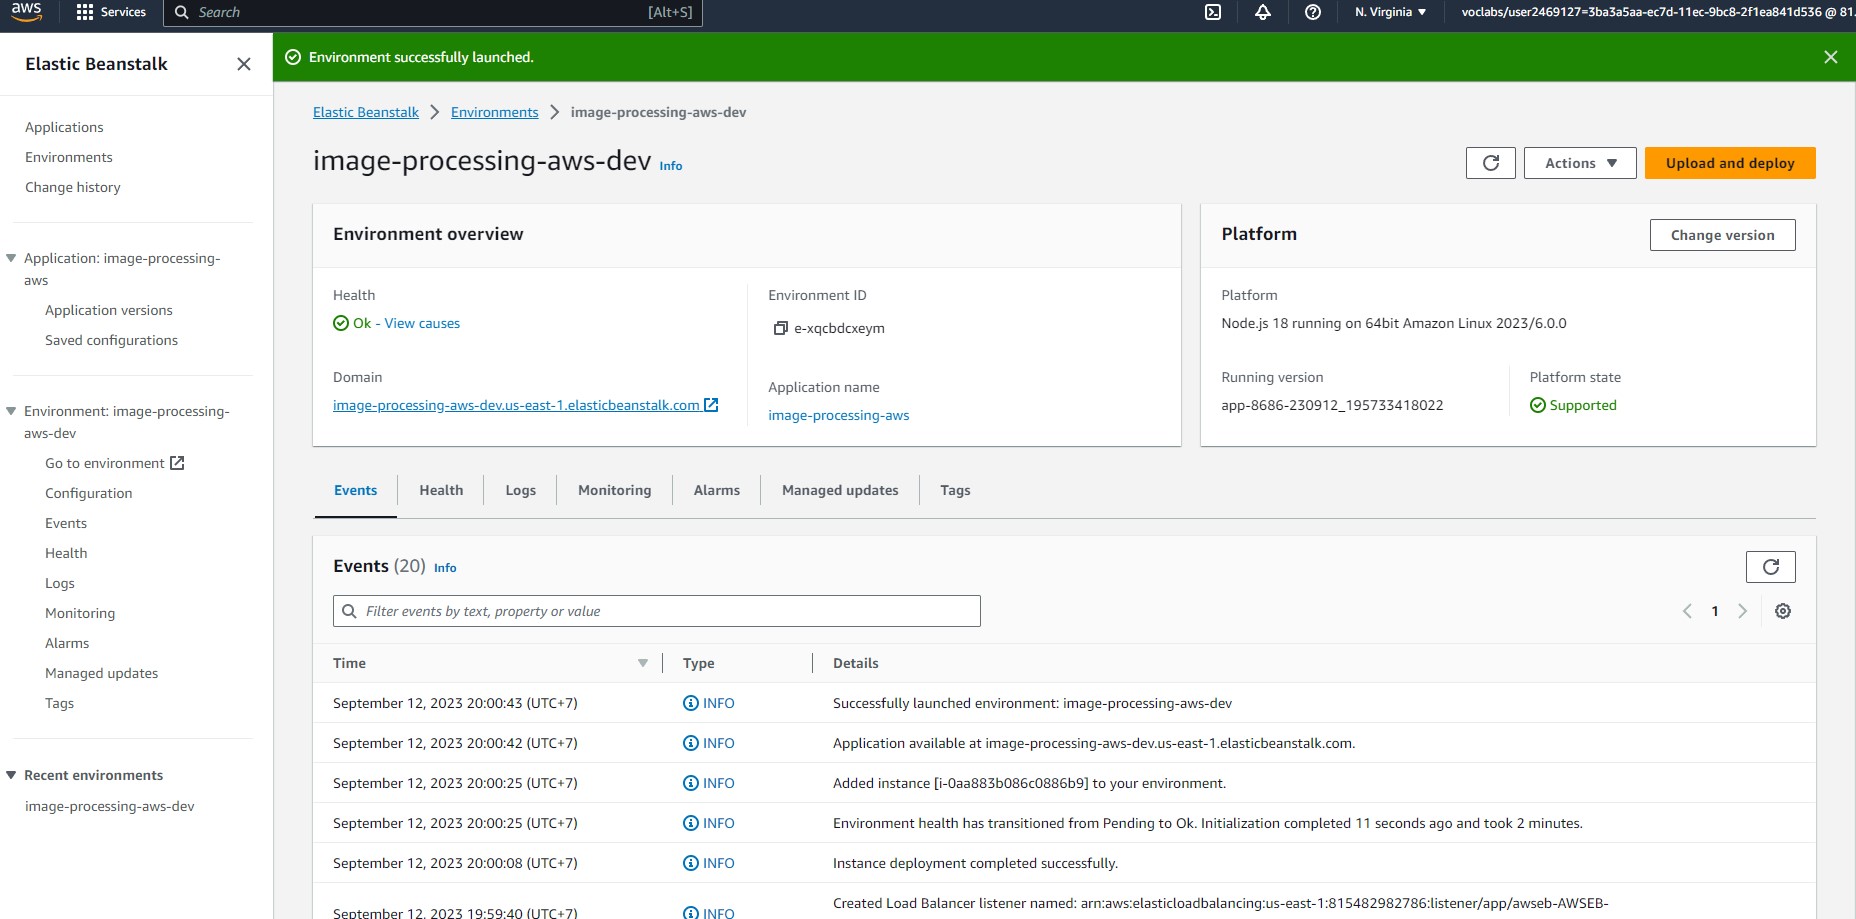 aws
Services
Search
[Alt+S]
N. Virginia
voclabs/user2469127=3ba3a5aa-ec7d-11ec-9bc8-2f1ea841d536 @ 81
Elastic Beanstalk
Environment successfully launched.
Applications
Environments
Change history
Application: image-processing-
aws
Application versions
Saved configurations
Environment: image-processing-
aws-dev
Go to environment
Configuration
Events
Health
Logs
Monitoring
Alarms
Managed updates
Tags
Recent environments
image-processing-aws-dev
Elastic Beanstalk
Environments
image-processing-aws-dev
image-processing-aws-dev Info
Actions
Upload and deploy
Environment overview
Health
Ok - View causes
Environment ID
e-xqcbdcxeym
Domain
image-processing-aws-dev.us-east-1.elasticbeanstalk.com
Application name
image-processing-aws
Platform
Change version
Platform
Node.js 18 running on 64bit Amazon Linux 2023/6.0.0
Running version
app-8686-230912_195733418022
Platform state
Supported
Events
Health
Logs
Monitoring
Alarms
Managed updates
Tags
Events (20) Info
Filter events by text, property or value
1
Time
Type
Details
September 12, 2023 20:00:43 (UTC+7) INFO Successfully launched environment: image-processing-aws-dev
September 12, 2023 20:00:42 (UTC+7) INFO Application available at image-processing-aws-dev.us-east-1.elasticbeanstalk.com.
September 12, 2023 20:00:25 (UTC+7) INFO Added instance [i-0aa883b086c0886b9] to your environment.
September 12, 2023 20:00:25 (UTC+7) INFO Environment health has transitioned from Pending to Ok. Initialization completed 11 seconds ago and took 2 minutes.
September 12, 2023 20:00:08 (UTC+7) INFO Instance deployment completed successfully.
September 12, 2023 19:59:40 (UTC+7) INFO Created Load Balancer listener named: arn:aws:elasticloadbalancing:us-east-1:815482982786:listener/app/awseb-AWSEB-